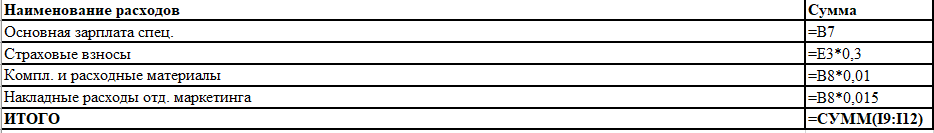 Наименование расходов Сумма
Основная зарплата спец. =B7
Страховые взносы =E3*0,3
Компл. и расходные материалы =B8*0,01
Накладные расходы отд. маркетинга =B8*0,015
ИТОГО =СУММ(I9:I12)